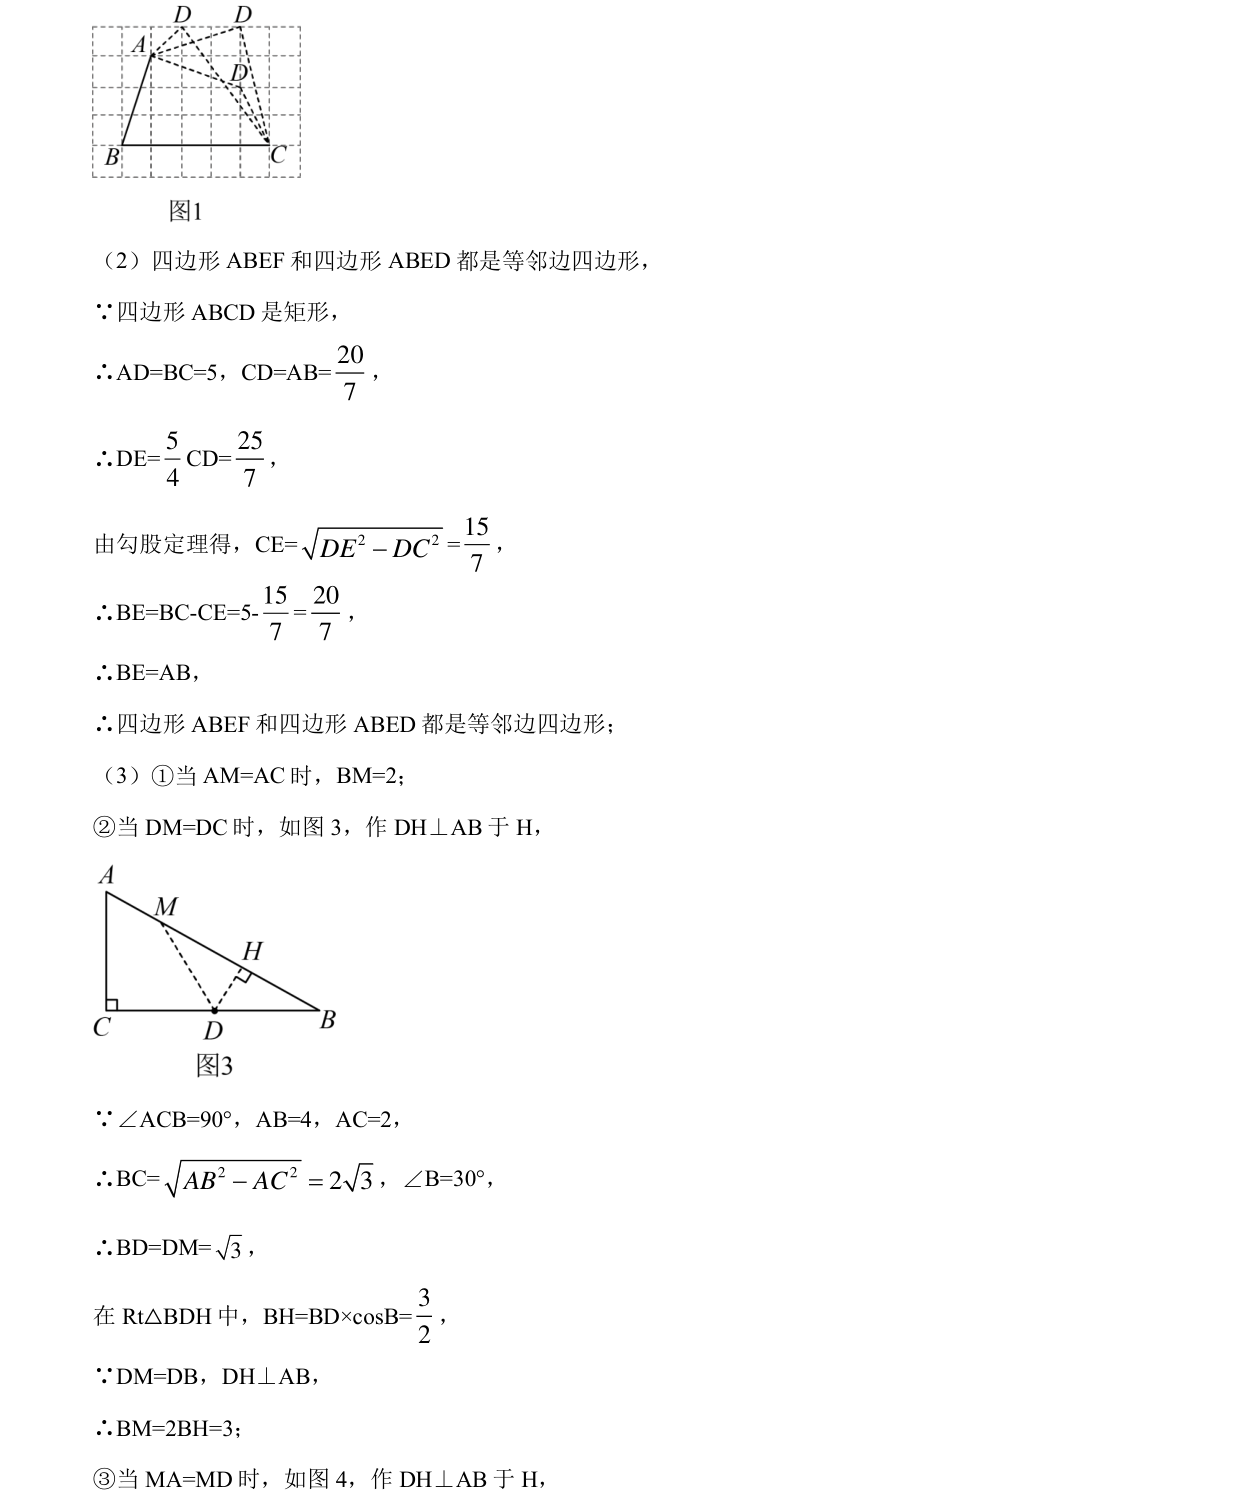 D D
A
D
B C
图1
（2）四边形 ABEF 和四边形 ABED 都是等邻边四边形，
∵四边形 ABCD 是矩形，
∴AD=BC=5，CD=AB=20/7，
∴DE=5/4 CD=25/7，
由勾股定理得，CE=√(DE²－DC²)=15/7，
∴BE=BC-CE=5-15/7=20/7，
∴BE=AB，
∴四边形 ABEF 和四边形 ABED 都是等邻边四边形；
（3）①当 AM=AC 时，BM=2；
②当 DM=DC 时，如图 3，作 DH⊥AB 于 H，
A
M
H
C D B
图3
∵∠ACB=90°，AB=4，AC=2，
∴BC=√(AB²－AC²)=2√3，∠B=30°，
∴BD=DM=√3，
在 Rt△BDH 中，BH=BD×cosB=3/2，
∵DM=DB，DH⊥AB，
∴BM=2BH=3；
③当 MA=MD 时，如图 4，作 DH⊥AB 于 H，